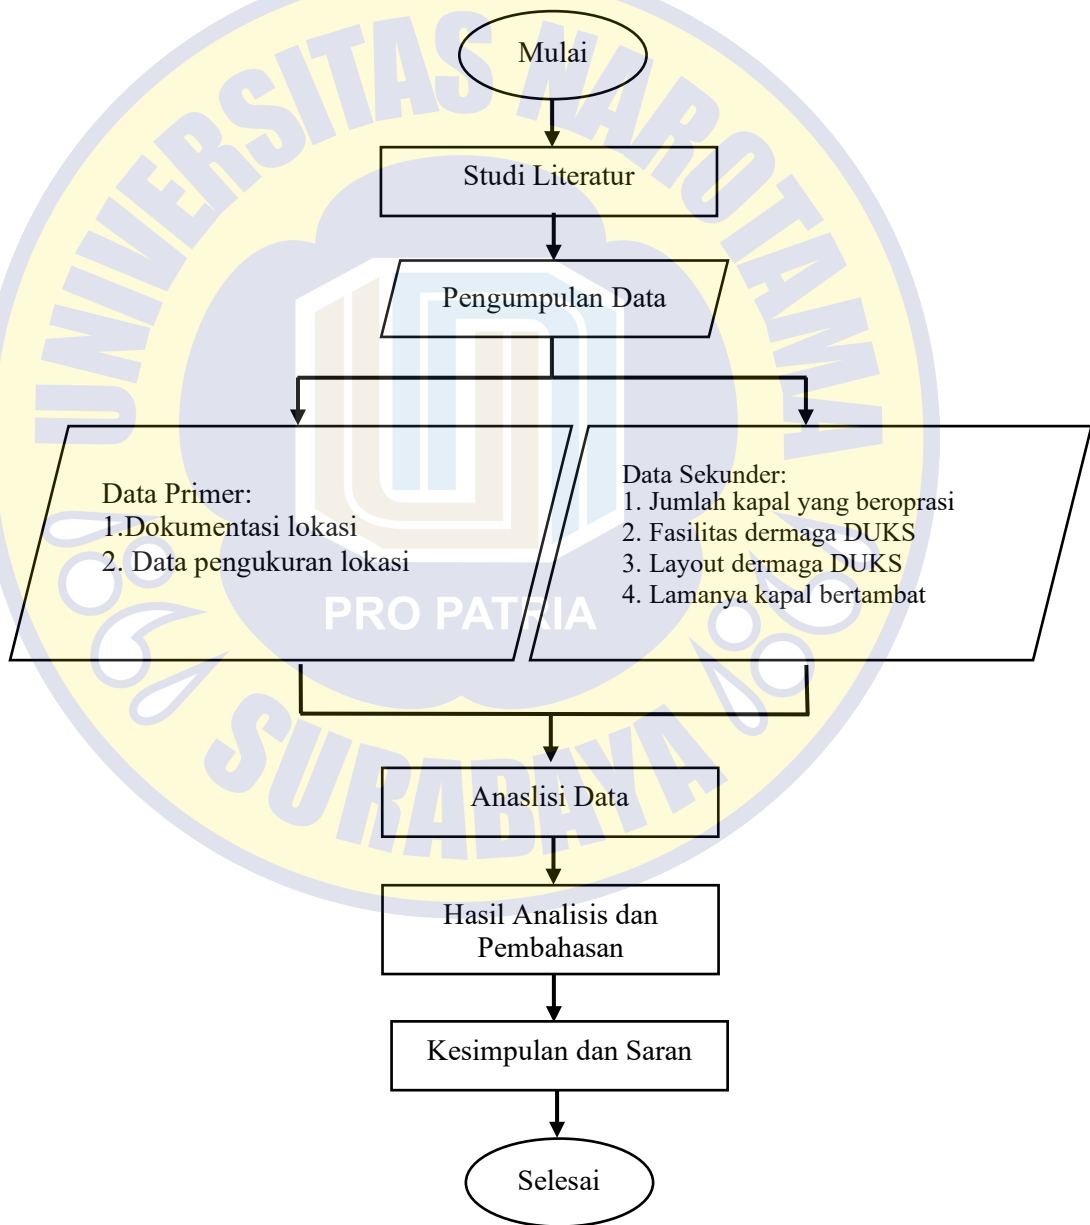 Mulai
Studi Literatur
Pengumpulan Data
Data Primer:
1.Dokumentasi lokasi
2. Data pengukuran lokasi
Data Sekunder:
1. Jumlah kapal yang beroprasi
2. Fasilitas dermaga DUKS
3. Layout dermaga DUKS
4. Lamanya kapal bertambat
Anaslisi Data
Hasil Analisis dan
Pembahasan
Kesimpulan dan Saran
Selesai
UNIVERSITAS NAROTAMA
PRO PATRIA
SURABAYA